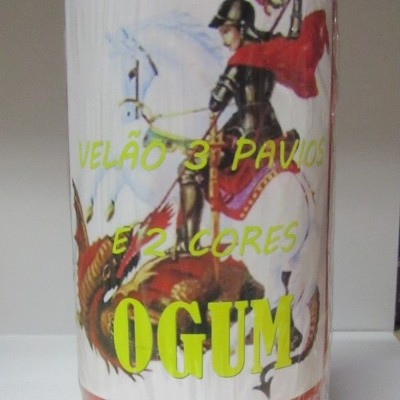 VELÃO 3 PAVIOS
E 2 CORES
OGUM